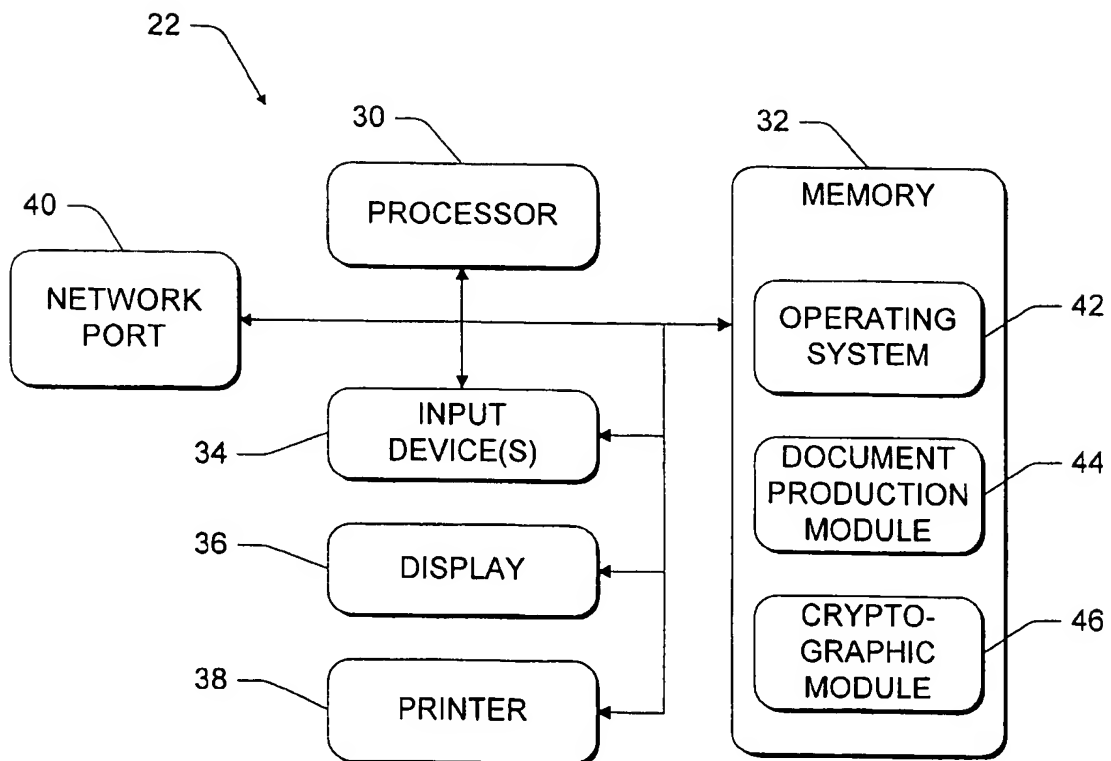 22
30
PROCESSOR
32
MEMORY
40
NETWORK
PORT
OPERATING
SYSTEM
42
INPUT
DEVICE(S)
34
DOCUMENT
PRODUCTION
MODULE
44
36
DISPLAY
CRYPTO-
GRAPHIC
MODULE
46
38
PRINTER